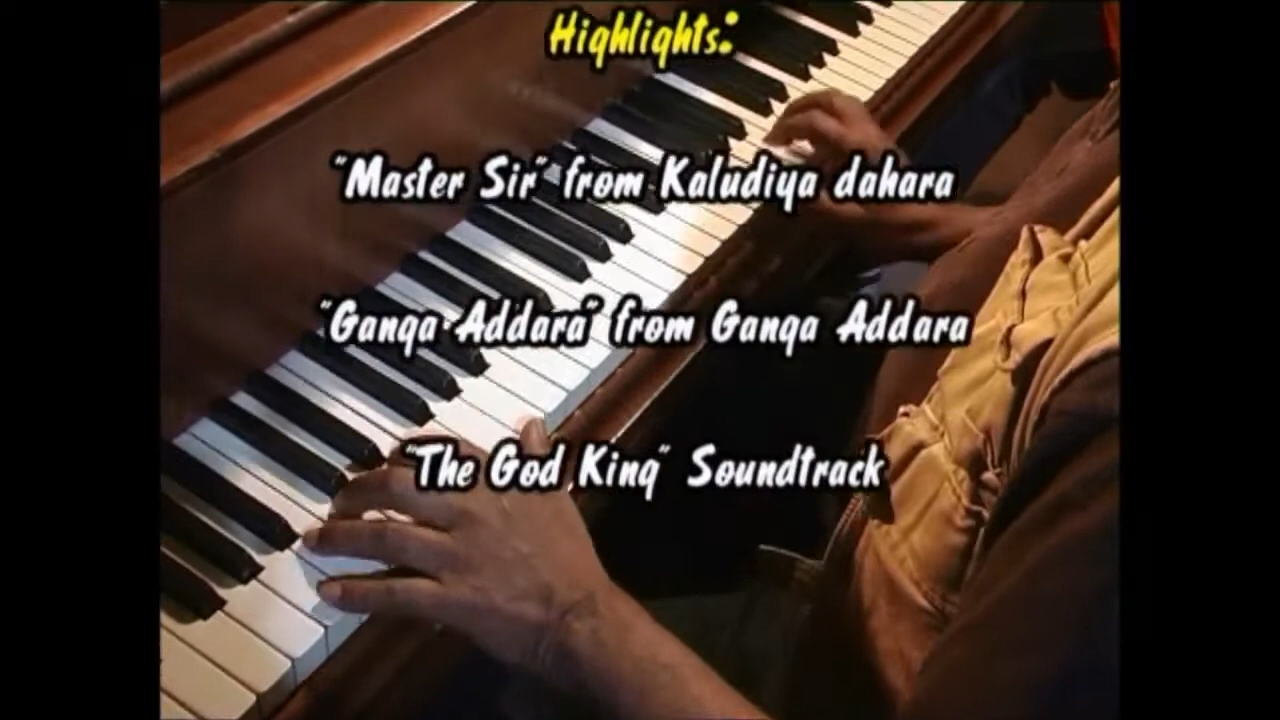 Highlights:
"Master Sir" from Kaludiya dahara
"Ganga Addara" from Ganga Addara
"The God King" Soundtrack